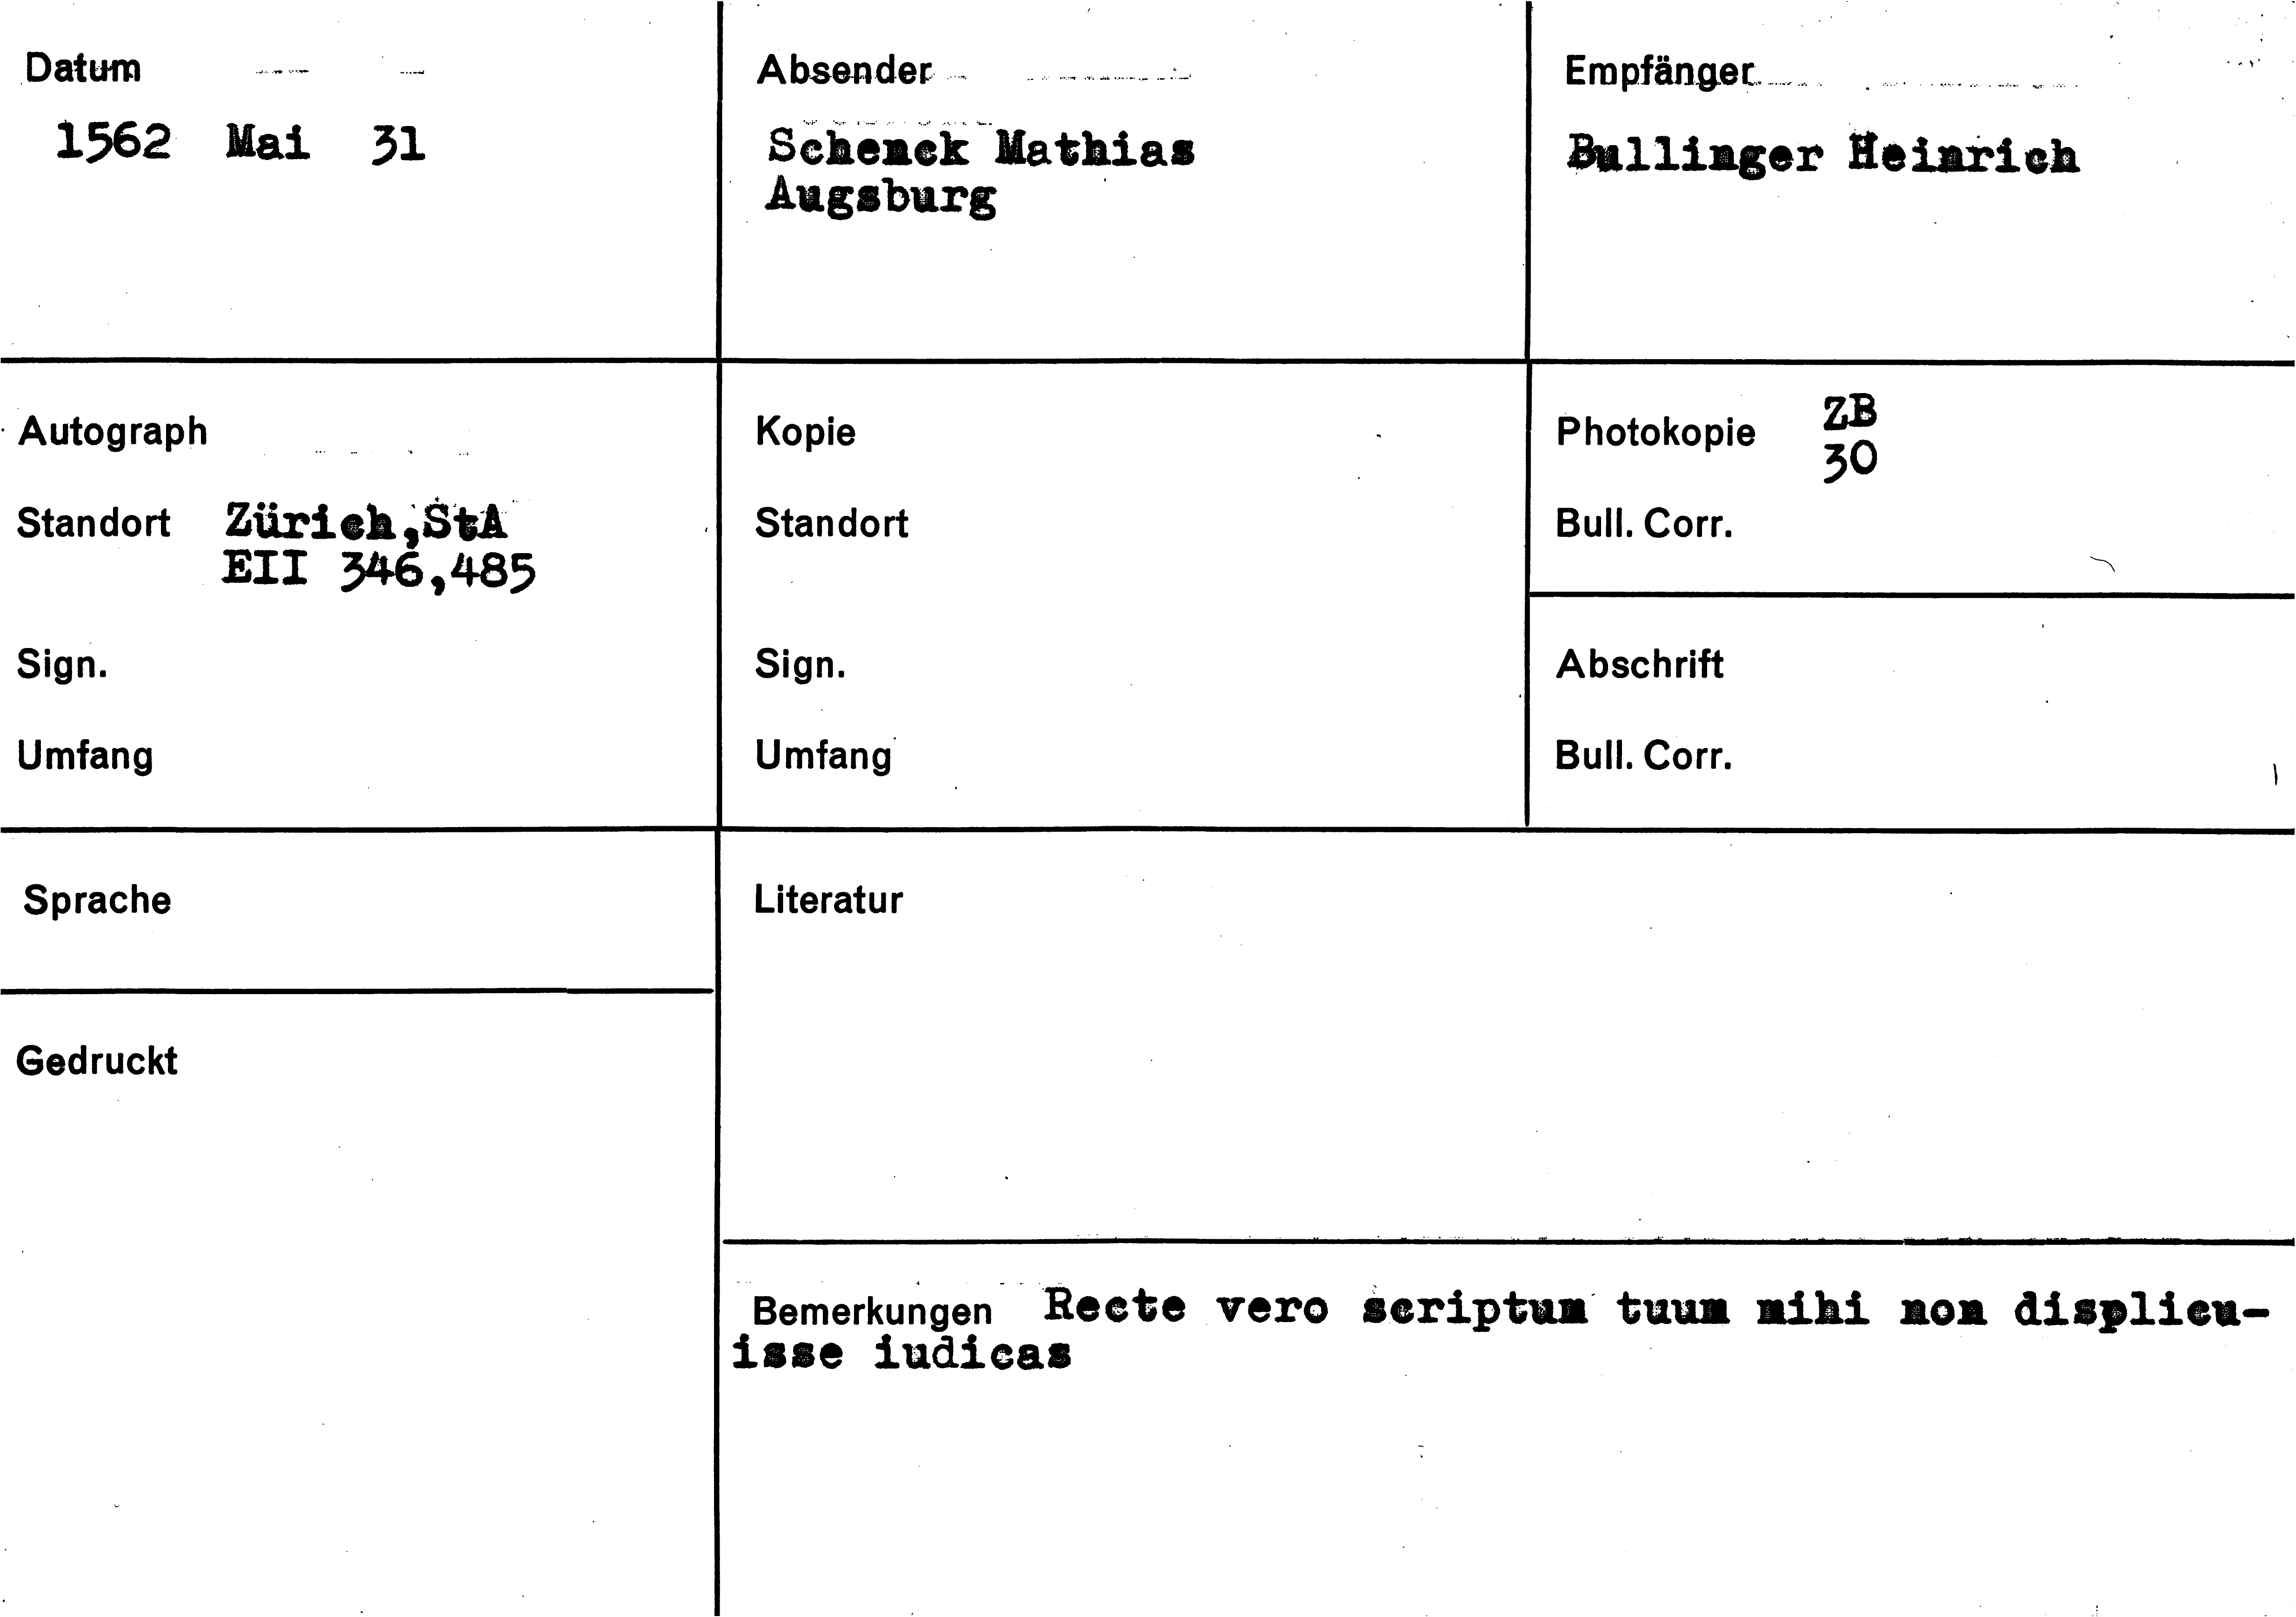 Datum
1562 Mai 31
Absender
Schenck Mathias
Augsburg
Empfänger
Bullinger Heinrich
Autograph
Standort Zürich,StA
EII 346,485
Sign.
Umfang
Kopie
Standort
Sign.
Umfang
Photokopie ZB
30
Bull. Corr.
Abschrift
Bull. Corr.
Sprache
Gedruckt
Literatur
Bemerkungen Recte vero scriptum tuum mihi non displicu-
isse iudicas